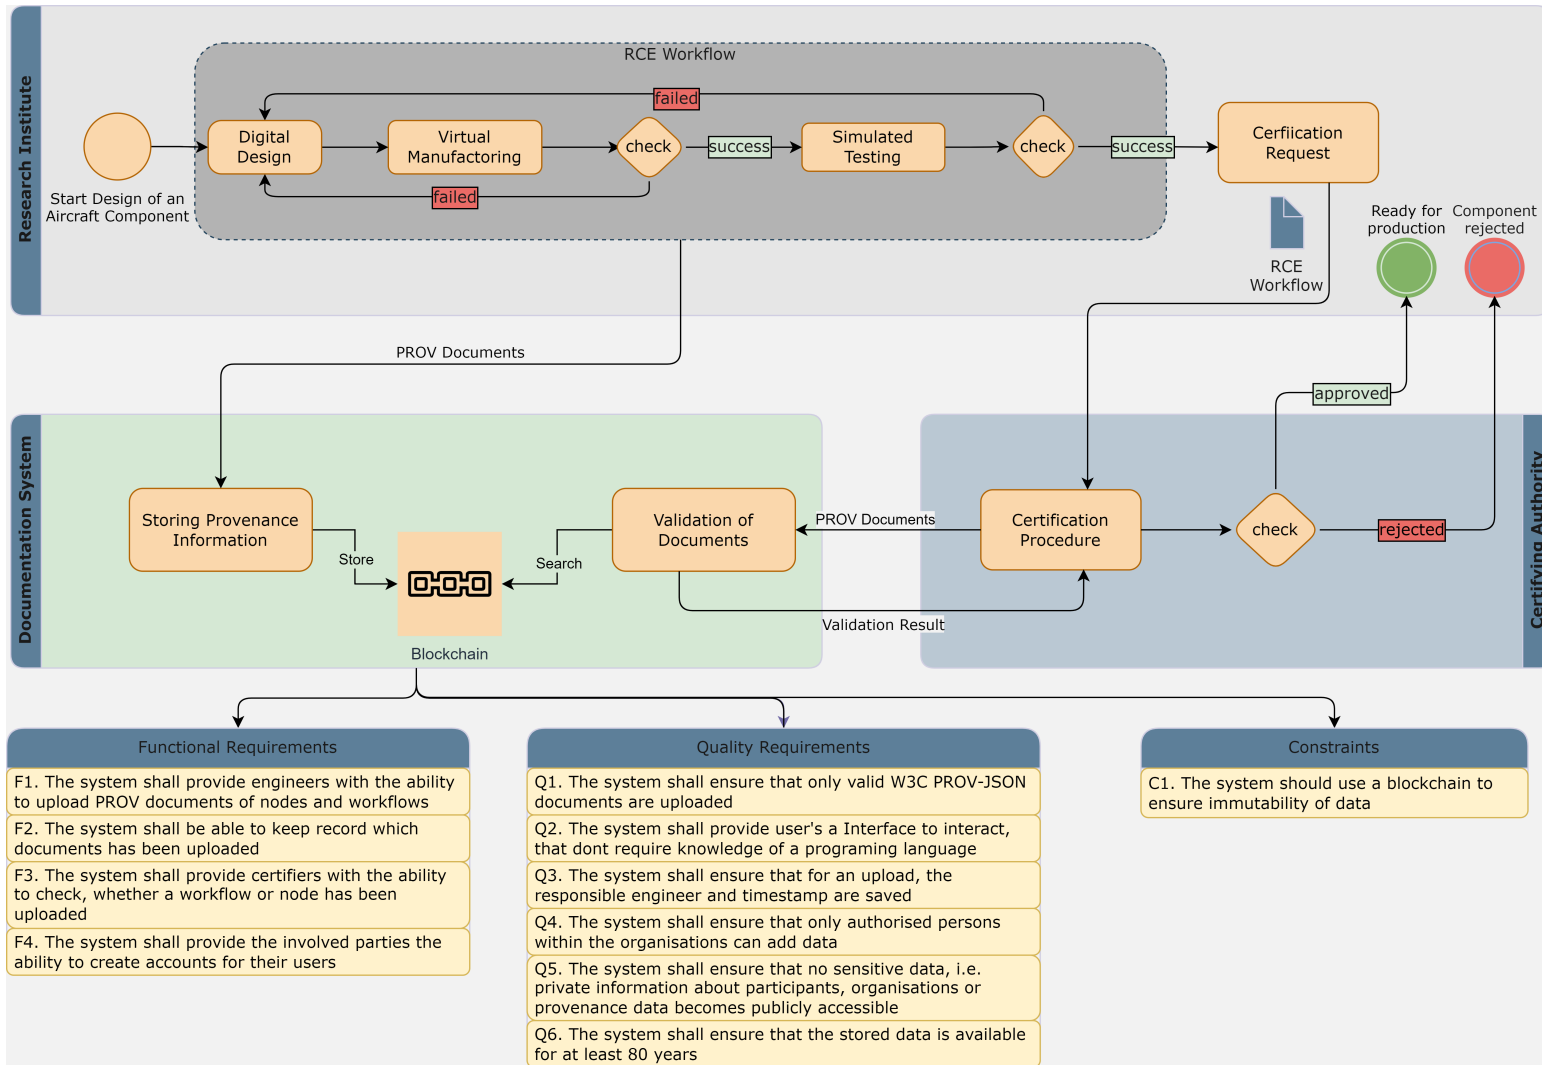 Research Institute
RCE Workflow
failed
Digital
Design
Virtual
Manufactoring
check
success
Simulated
Testing
check
success
Cerfiication
Request
failed
Start Design of an
Aircraft Component
RCE
Workflow
Ready for
production
Component
rejected
PROV Documents
approved
Documentation System
Storing Provenance
Information
Store
Blockchain
Search
Validation of
Documents
PROV Documents
Validation Result
Certification
Procedure
check
rejected
Certifying Authority
Functional Requirements
F1. The system shall provide engineers with the ability
to upload PROV documents of nodes and workflows
F2. The system shall be able to keep record which
documents has been uploaded
F3. The system shall provide certifiers with the ability
to check, whether a workflow or node has been
uploaded
F4. The system shall provide the involved parties the
ability to create accounts for their users
Quality Requirements
Q1. The system shall ensure that only valid W3C PROV-JSON
documents are uploaded
Q2. The system shall provide user's a Interface to interact,
that dont require knowledge of a programing language
Q3. The system shall ensure that for an upload, the
responsible engineer and timestamp are saved
Q4. The system shall ensure that only authorised persons
within the organisations can add data
Q5. The system shall ensure that no sensitive data, i.e.
private information about participants, organisations or
provenance data becomes publicly accessible
Q6. The system shall ensure that the stored data is available
for at least 80 years
Constraints
C1. The system should use a blockchain to
ensure immutability of data